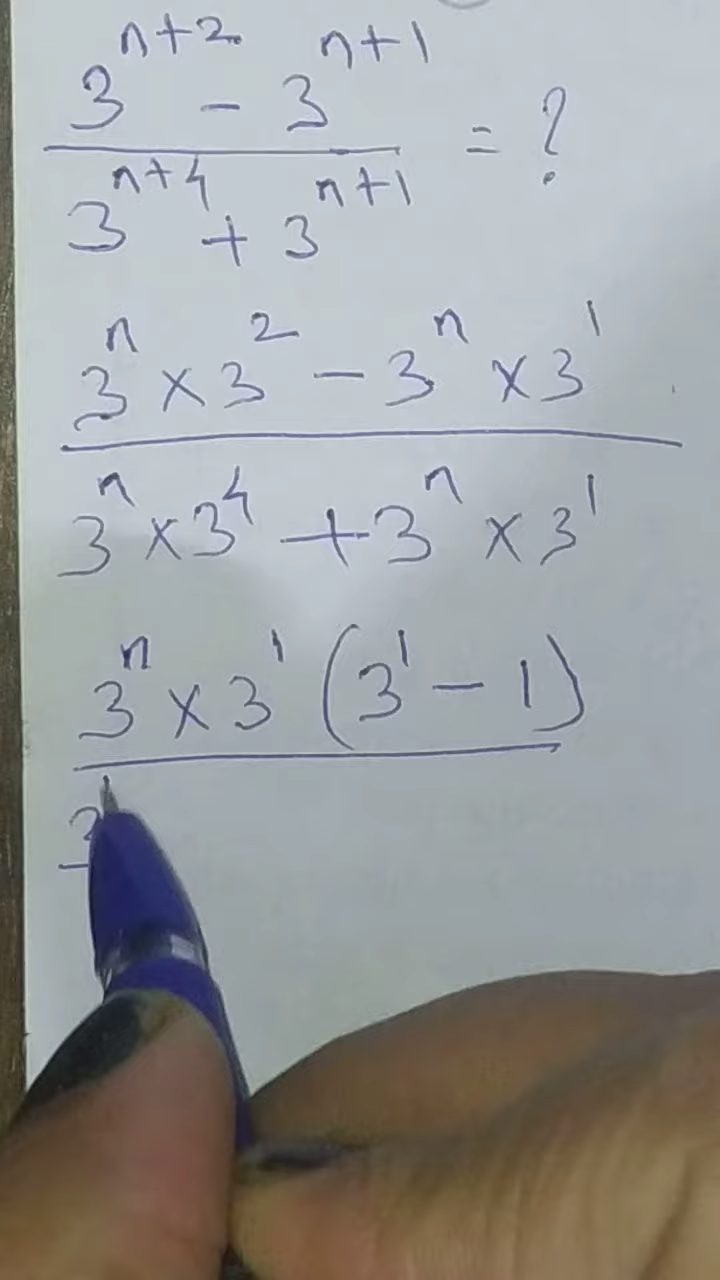 3^{n+2} - 3^{n+1}
3^{n+4} + 3^{n+1} = ?
3^n × 3^2 - 3^n × 3^1
3^n × 3^4 + 3^n × 3^1
3^n × 3^1 (3^1 - 1)
3